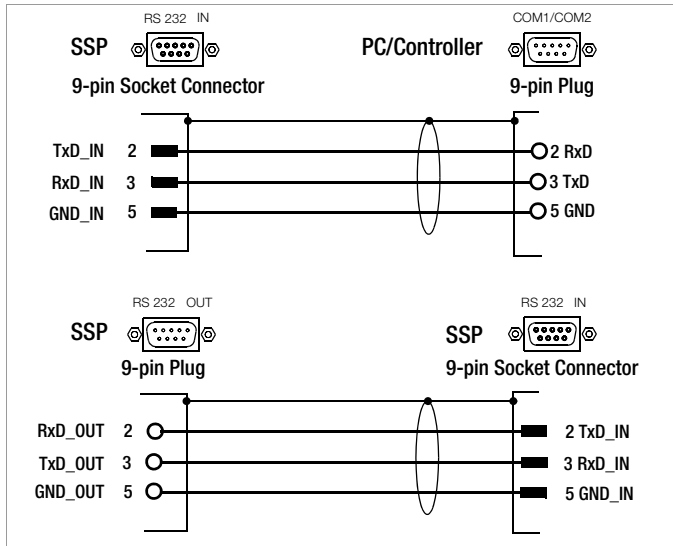 RS 232 IN COM1/COM2
SSP PC/Controller
9-pin Socket Connector 9-pin Plug
TxD_IN 2 2 RxD
RxD_IN 3 3 TxD
GND_IN 5 5 GND
RS 232 OUT RS 232 IN
SSP SSP
9-pin Plug 9-pin Socket Connector
RxD_OUT 2 2 TxD_IN
TxD_OUT 3 3 RxD_IN
GND_OUT 5 5 GND_IN